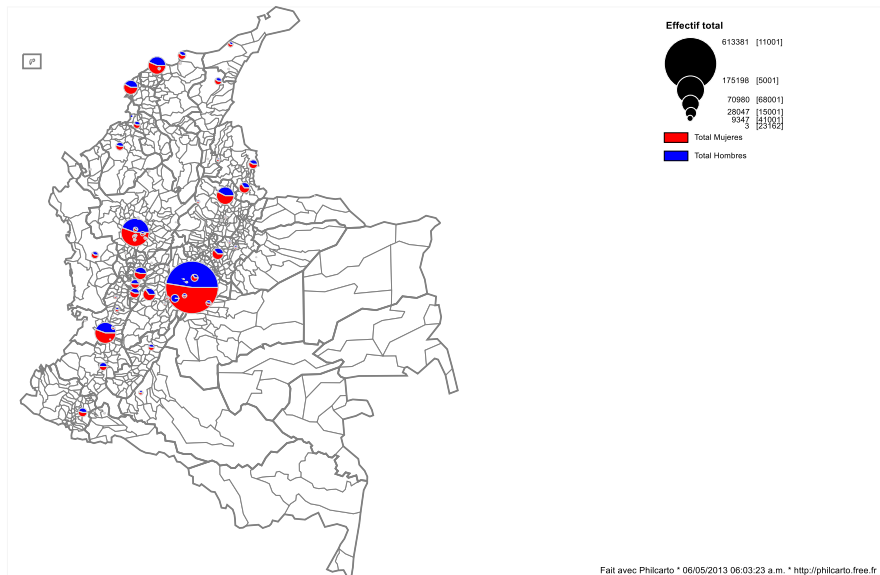 Effectif total
613381 [11001]
175198 [5001]
70980 [68001]
28047 [15001]
9347 [41001]
3 [23162]
Total Mujeres
Total Hombres
Fait avec Philcarto * 06/05/2013 06:03:23 a.m. * http://philcarto.free.fr